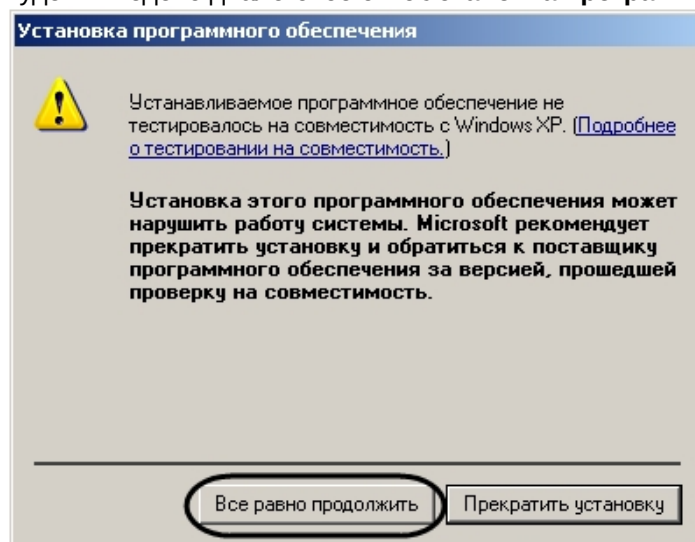 Установка программного обеспечения
Устанавливаемое программное обеспечение не
тестировалось на совместимость с Windows XP. (Подробнее
о тестировании на совместимость.)
Установка этого программного обеспечения может
нарушить работу системы. Microsoft рекомендует
прекратить установку и обратиться к поставщику
программного обеспечения за версией, прошедшей
проверку на совместимость.
Все равно продолжить Прекратить установку